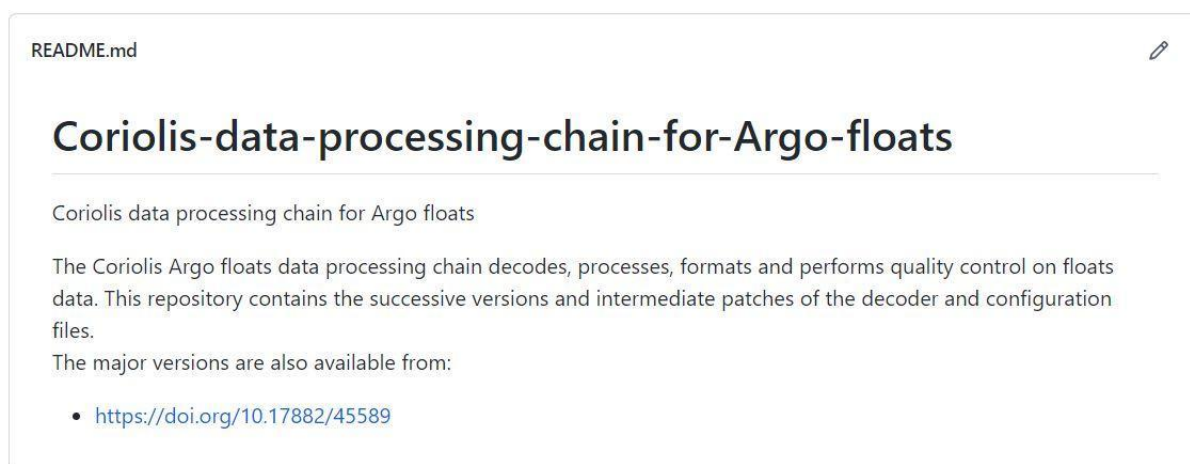 README.md
Coriolis-data-processing-chain-for-Argo-floats
Coriolis data processing chain for Argo floats
The Coriolis Argo floats data processing chain decodes, processes, formats and performs quality control on floats
data. This repository contains the successive versions and intermediate patches of the decoder and configuration
files.
The major versions are also available from:
• https://doi.org/10.17882/45589